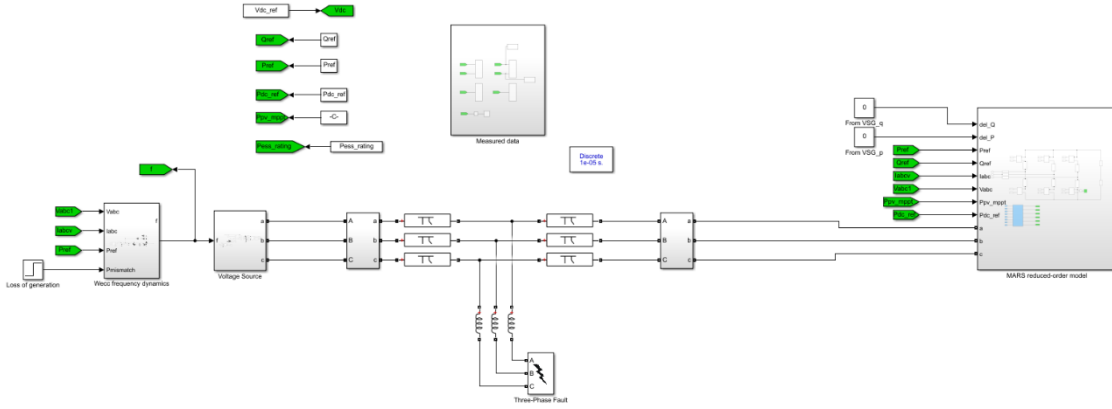 Vdc_ref
Vdc
Qref
Qref
Pref
Pref
Pdc_ref
Pdc_ref
Ppv_mppt
-C-
Pess_rating
Pess_rating
Measured data
Discrete
1e-05 s.
0
From VSG_q
0
From VSG_p
del_Q
del_P
Pref
Pref
Qref
Qref
Iabrv
Iabc
Vabc1
Vabc
Ppv_mppt
Ppv_mppt
Pdc_ref
Pdc_ref
a
b
c
MARS reduced-order model
f
Vabc1
Vabc
f
Iabrv
Iabc
Pref
Pref
Pmismatch
Loss of generation
Wecc frequency dynamics
f
a
b
c
Voltage Source
A
B
C
a
b
c
A
B
C
a
b
c
A
B
C
Three-Phase Fault